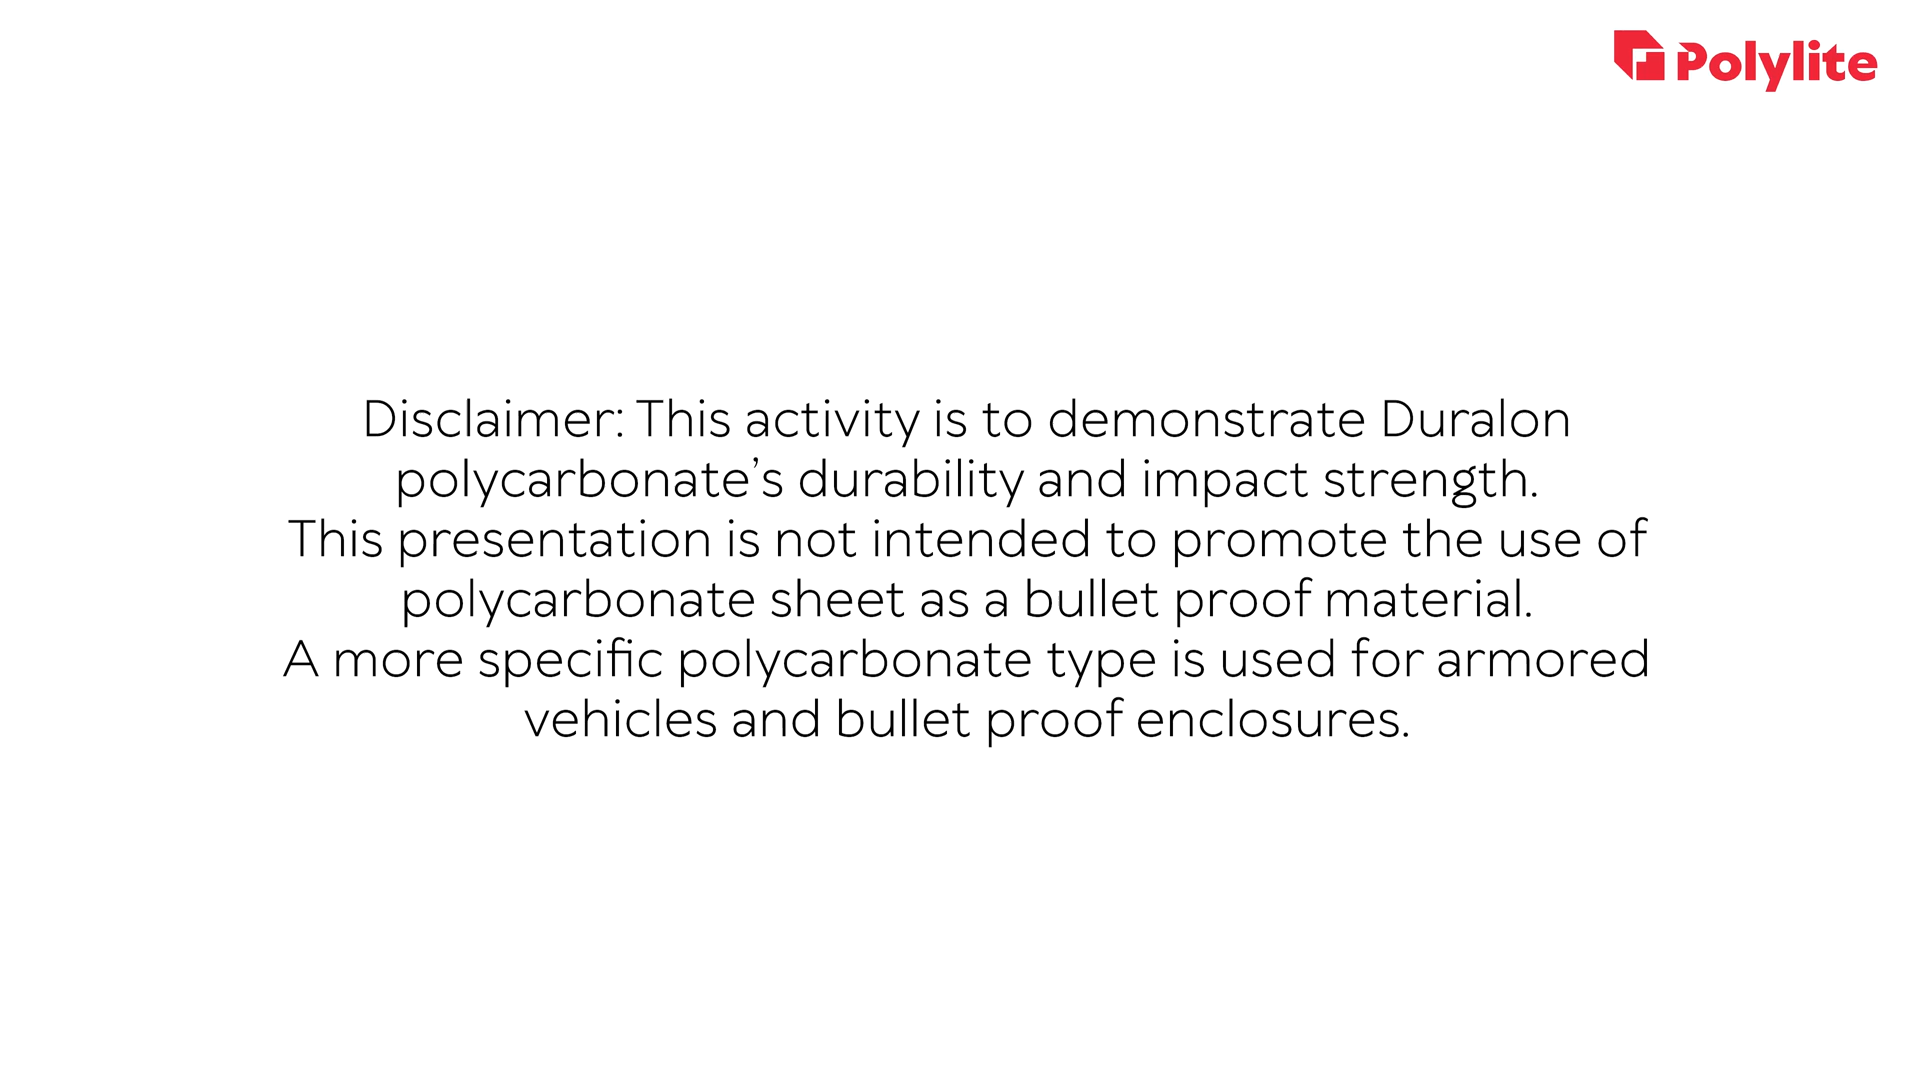 Polylite
Disclaimer: This activity is to demonstrate Duralon
polycarbonate’s durability and impact strength.
This presentation is not intended to promote the use of
polycarbonate sheet as a bullet proof material.
A more specific polycarbonate type is used for armored
vehicles and bullet proof enclosures.